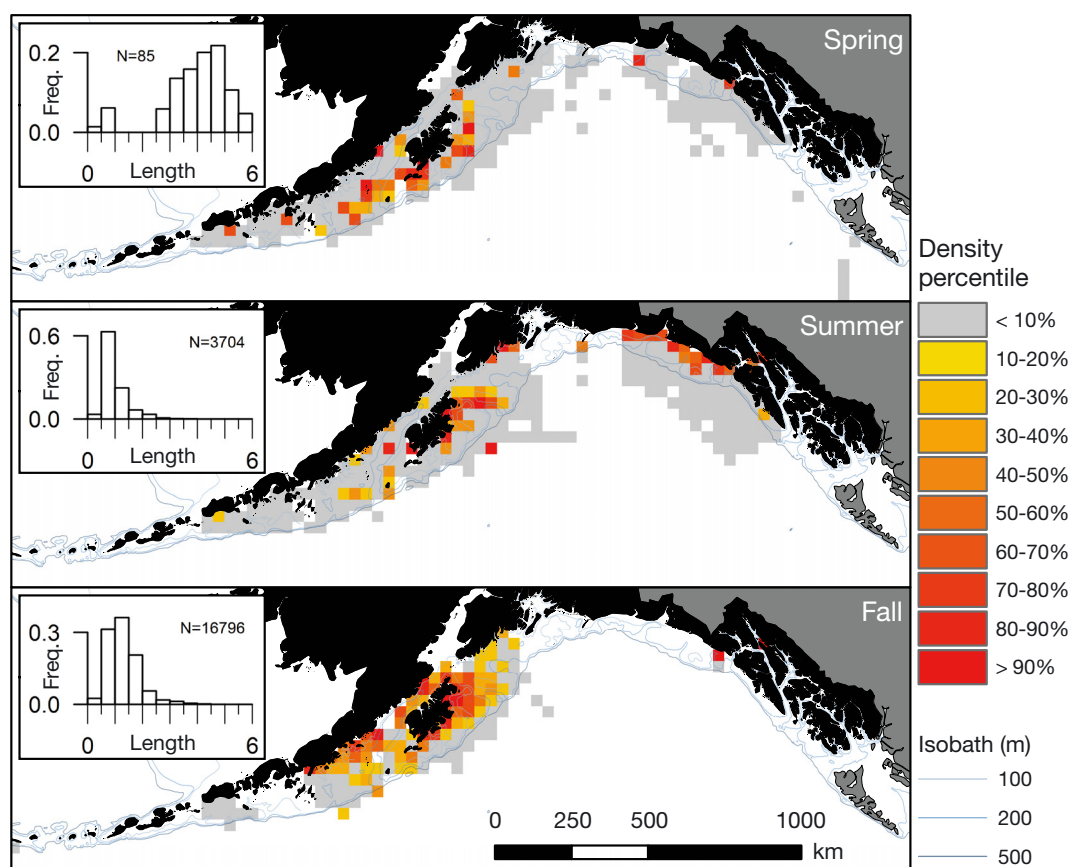 Spring
0.2
Freq.
0.0
N=85
0
Length
6
Summer
0.6
Freq.
0.0
N=3704
0
Length
6
Fall
0.3
Freq.
0.0
N=16796
0
Length
6
0
250
500
1000
km
Density
percentile
< 10%
10-20%
20-30%
30-40%
40-50%
50-60%
60-70%
70-80%
80-90%
> 90%
Isobath (m)
100
200
500